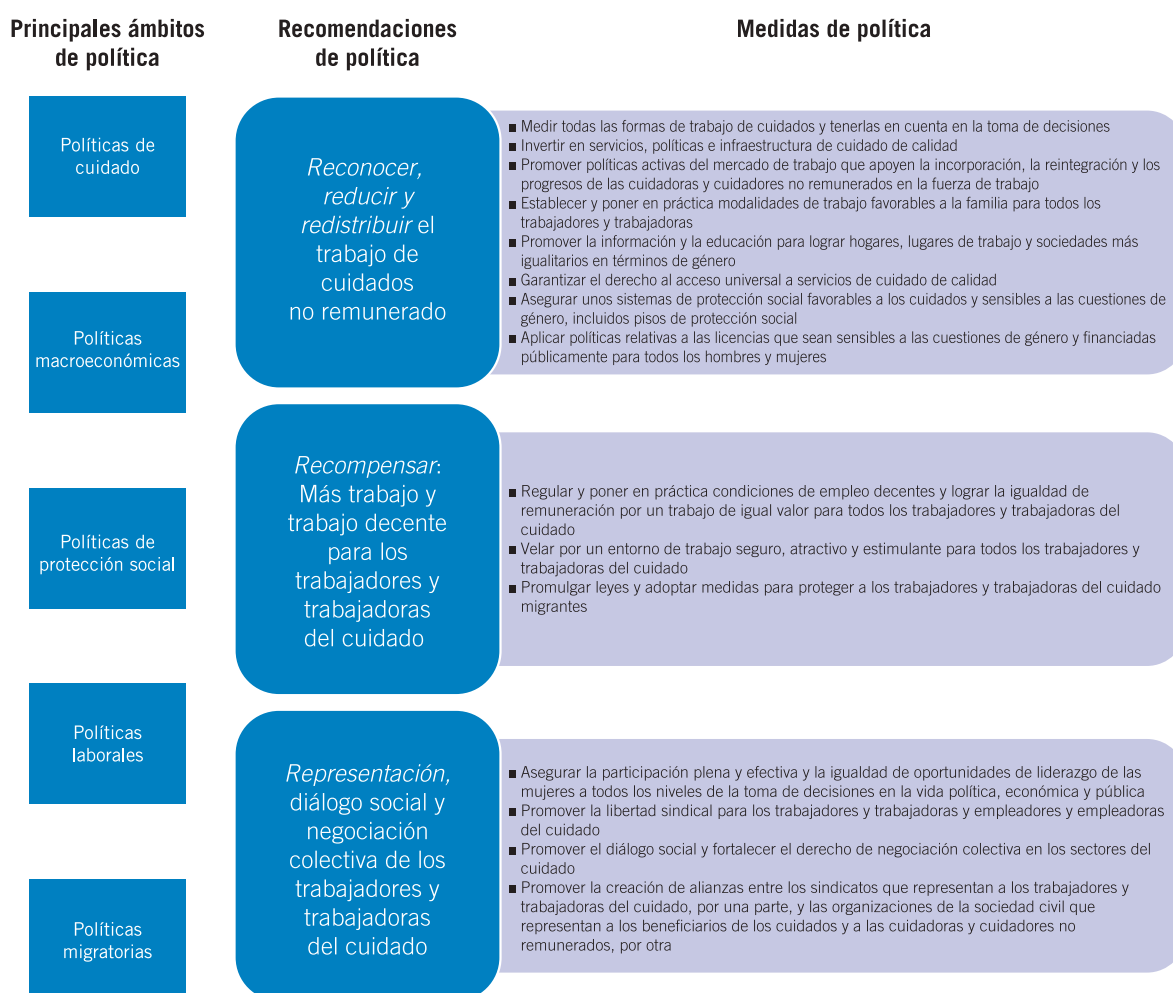 Principales ámbitos
de política
Recomendaciones
de política
Medidas de política
Políticas de
cuidado
Políticas
macroeconómicas
Políticas de
protección social
Políticas
laborales
Políticas
migratorias
Reconocer,
reducir y
redistribuir el
trabajo de
cuidados
no remunerado
■ Medir todas las formas de trabajo de cuidados y tenerlas en cuenta en la toma de decisiones
■ Invertir en servicios, políticas e infraestructura de cuidado de calidad
■ Promover políticas activas del mercado de trabajo que apoyen la incorporación, la reintegración y los
progresos de las cuidadoras y cuidadores no remunerados en la fuerza de trabajo
■ Establecer y poner en práctica modalidades de trabajo favorables a la familia para todos los
trabajadores y trabajadoras
■ Promover la información y la educación para lograr hogares, lugares de trabajo y sociedades más
igualitarios en términos de género
■ Garantizar el derecho al acceso universal a servicios de cuidado de calidad
■ Asegurar unos sistemas de protección social favorables a los cuidados y sensibles a las cuestiones de
género, incluidos pisos de protección social
■ Aplicar políticas relativas a las licencias que sean sensibles a las cuestiones de género y financiadas
públicamente para todos los hombres y mujeres
Recompensar:
Más trabajo y
trabajo decente
para los
trabajadores y
trabajadoras
del cuidado
■ Regular y poner en práctica condiciones de empleo decentes y lograr la igualdad de
remuneración por un trabajo de igual valor para todos los trabajadores y trabajadoras del
cuidado
■ Velar por un entorno de trabajo seguro, atractivo y estimulante para todos los trabajadores y
trabajadoras del cuidado
■ Promulgar leyes y adoptar medidas para proteger a los trabajadores y trabajadoras del cuidado
migrantes
Representación,
diálogo social y
negociación
colectiva de los
trabajadores y
trabajadoras
del cuidado
■ Asegurar la participación plena y efectiva y la igualdad de oportunidades de liderazgo de las
mujeres a todos los niveles de la toma de decisiones en la vida política, económica y pública
■ Promover la libertad sindical para los trabajadores y trabajadoras y empleadores y empleadoras
del cuidado
■ Promover el diálogo social y fortalecer el derecho de negociación colectiva en los sectores del
cuidado
■ Promover la creación de alianzas entre los sindicatos que representan a los trabajadores y
trabajadoras del cuidado, por una parte, y las organizaciones de la sociedad civil que
representan a los beneficiarios de los cuidados y a las cuidadoras y cuidadores no
remunerados, por otra